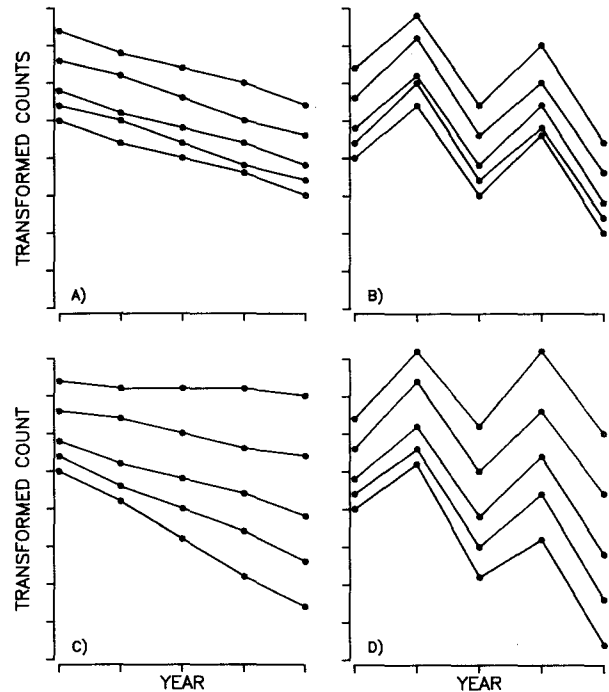 TRANSFORMED COUNTS
A)
B)
TRANSFORMED COUNT
C)
D)
YEAR
YEAR